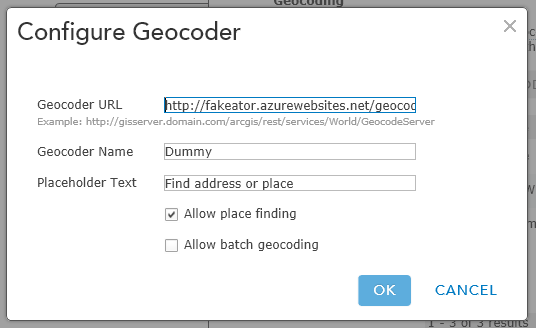 Geocoding
Configure Geocoder
Geocoder URL http://fakeator.azurewebsites.net/geocod
Example: http://gisserver.domain.com/arcgis/rest/services/World/GeocodeServer
Geocoder Name Dummy
Placeholder Text Find address or place
Allow place finding
Allow batch geocoding
OK CANCEL
1 - 3 of 3 results